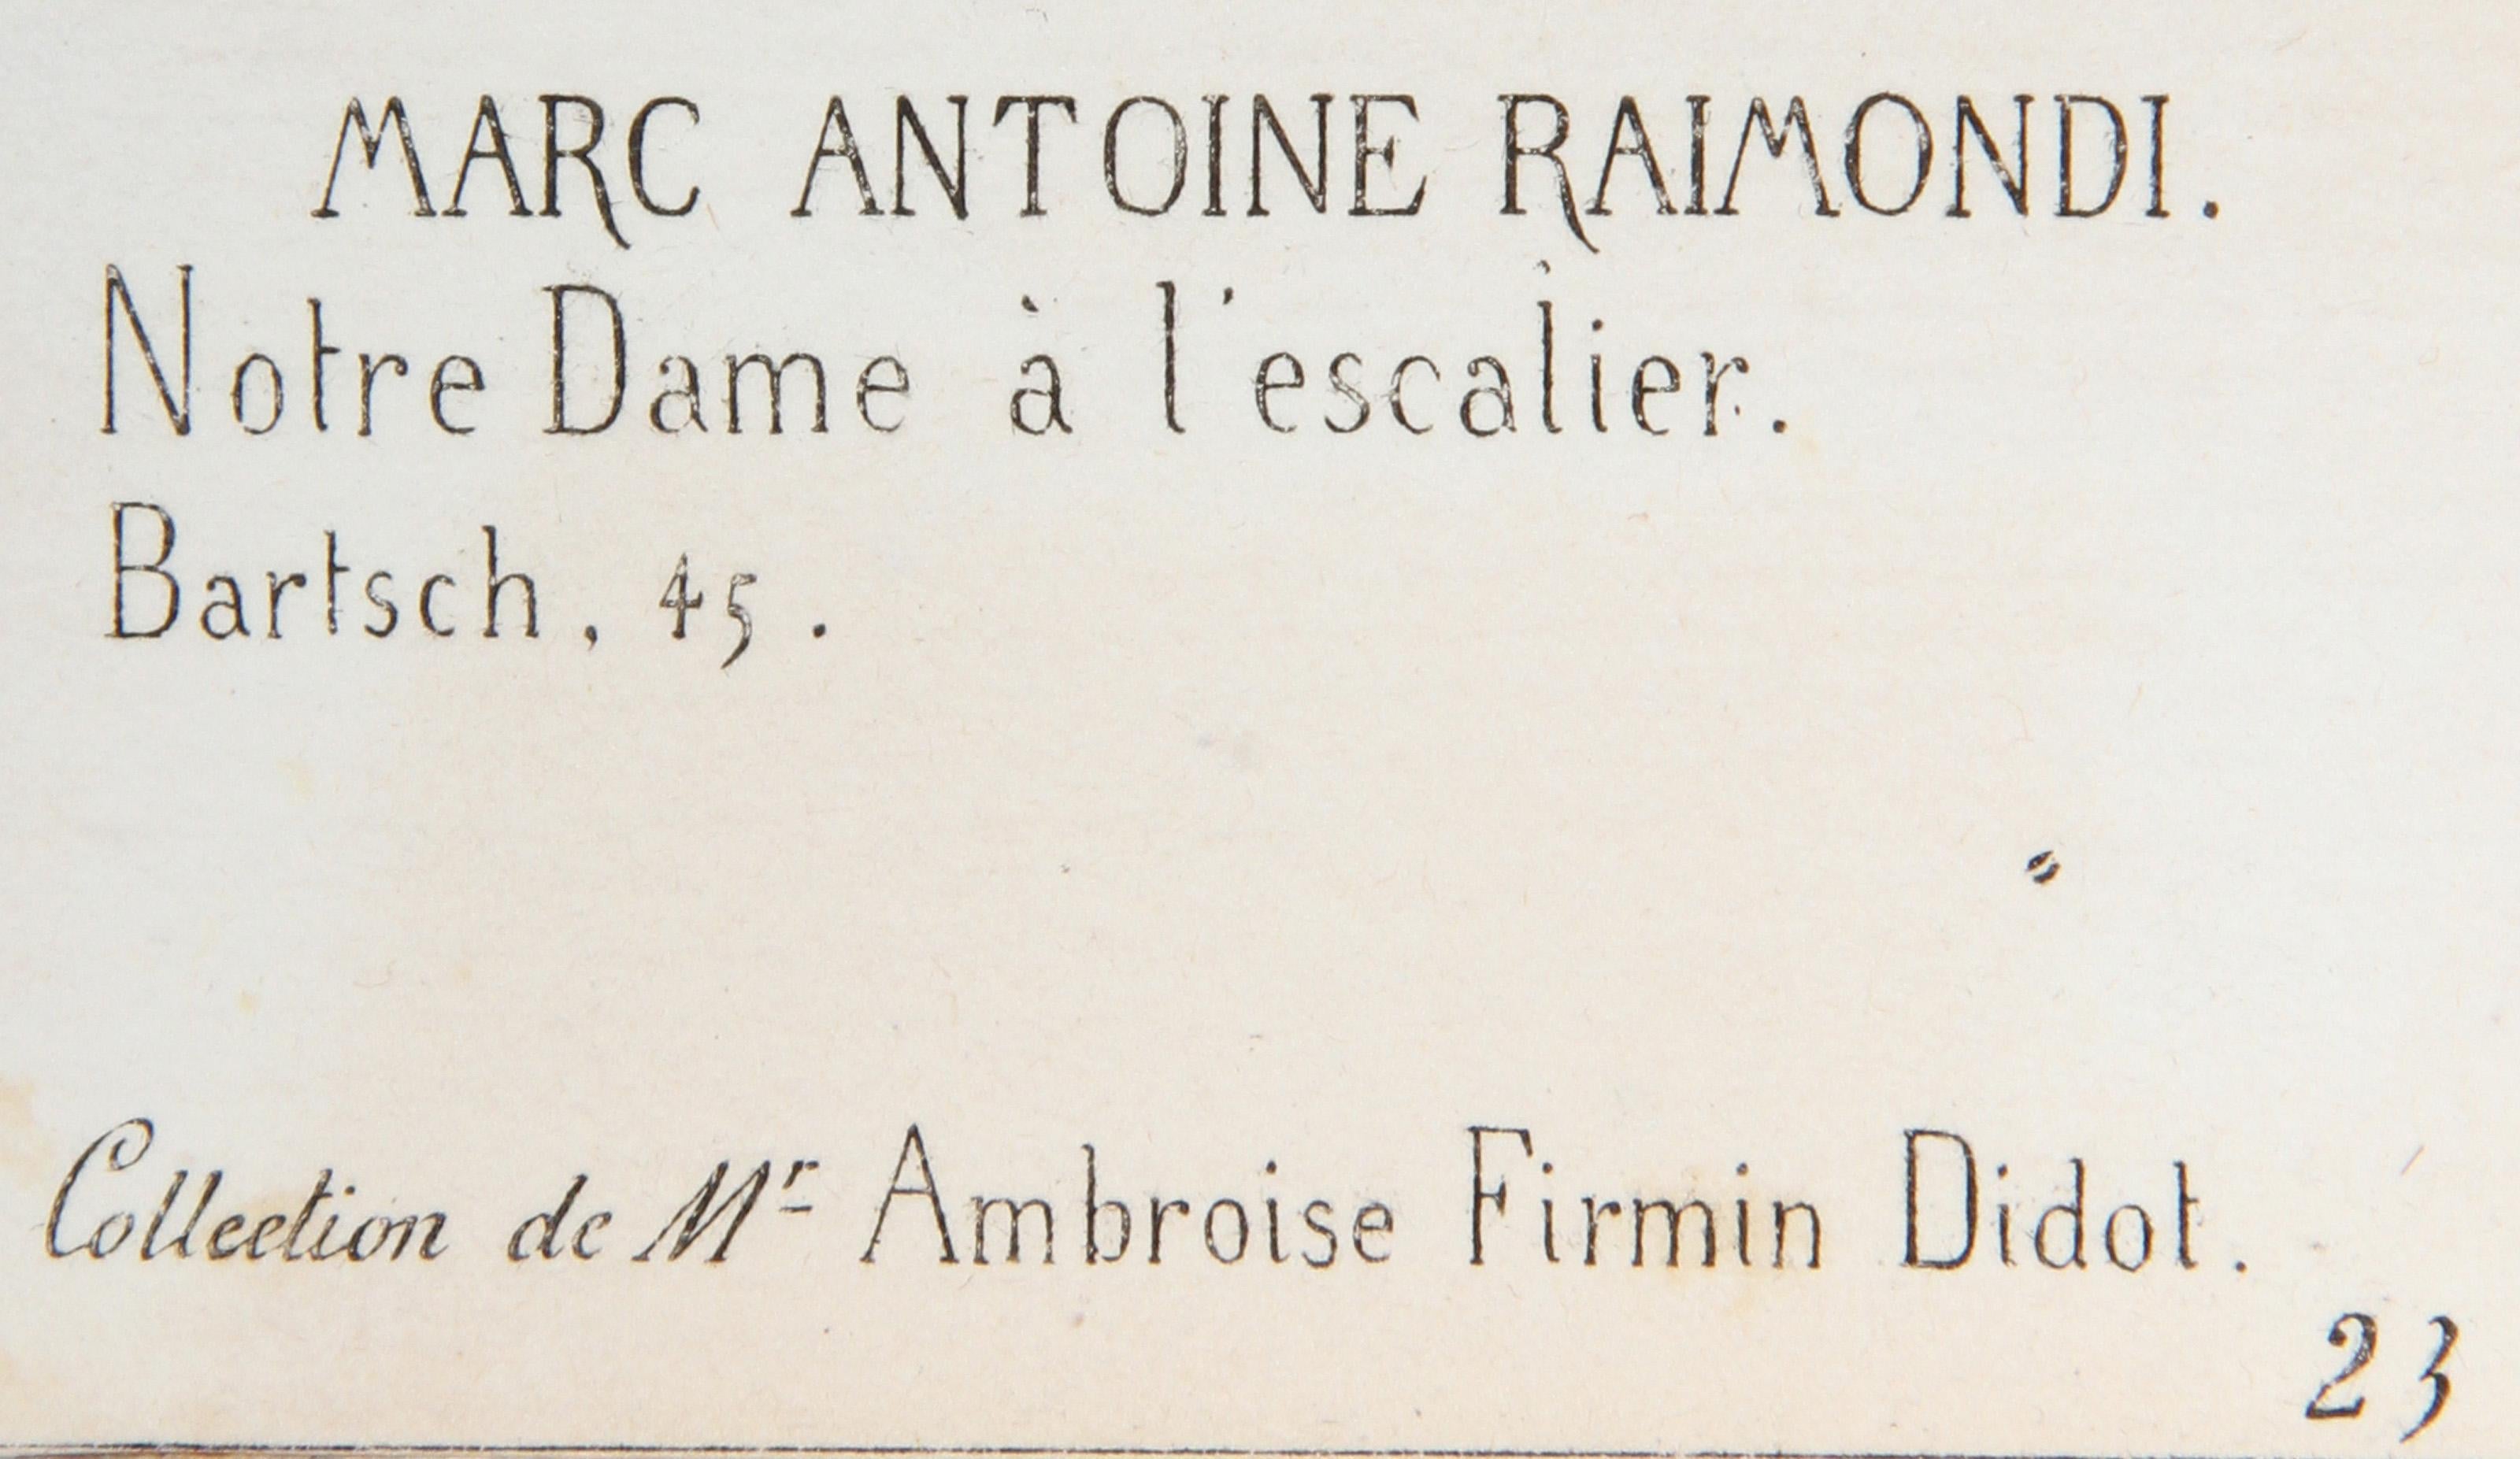 MARC ANTOINE RAIMONDI.
Notre Dame à l'escalier.
Bartsch, 45.
Collection de Mr Ambroise Firmin Didot.
23